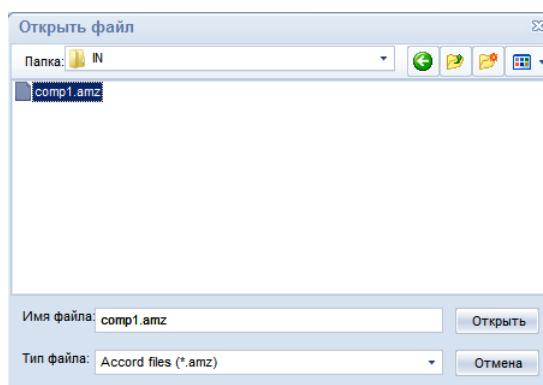 Открыть файл
Папка: IN
comp1.amz
Имя файла: comp1.amz
Открыть
Тип файла: Accord files (*.amz)
Отмена